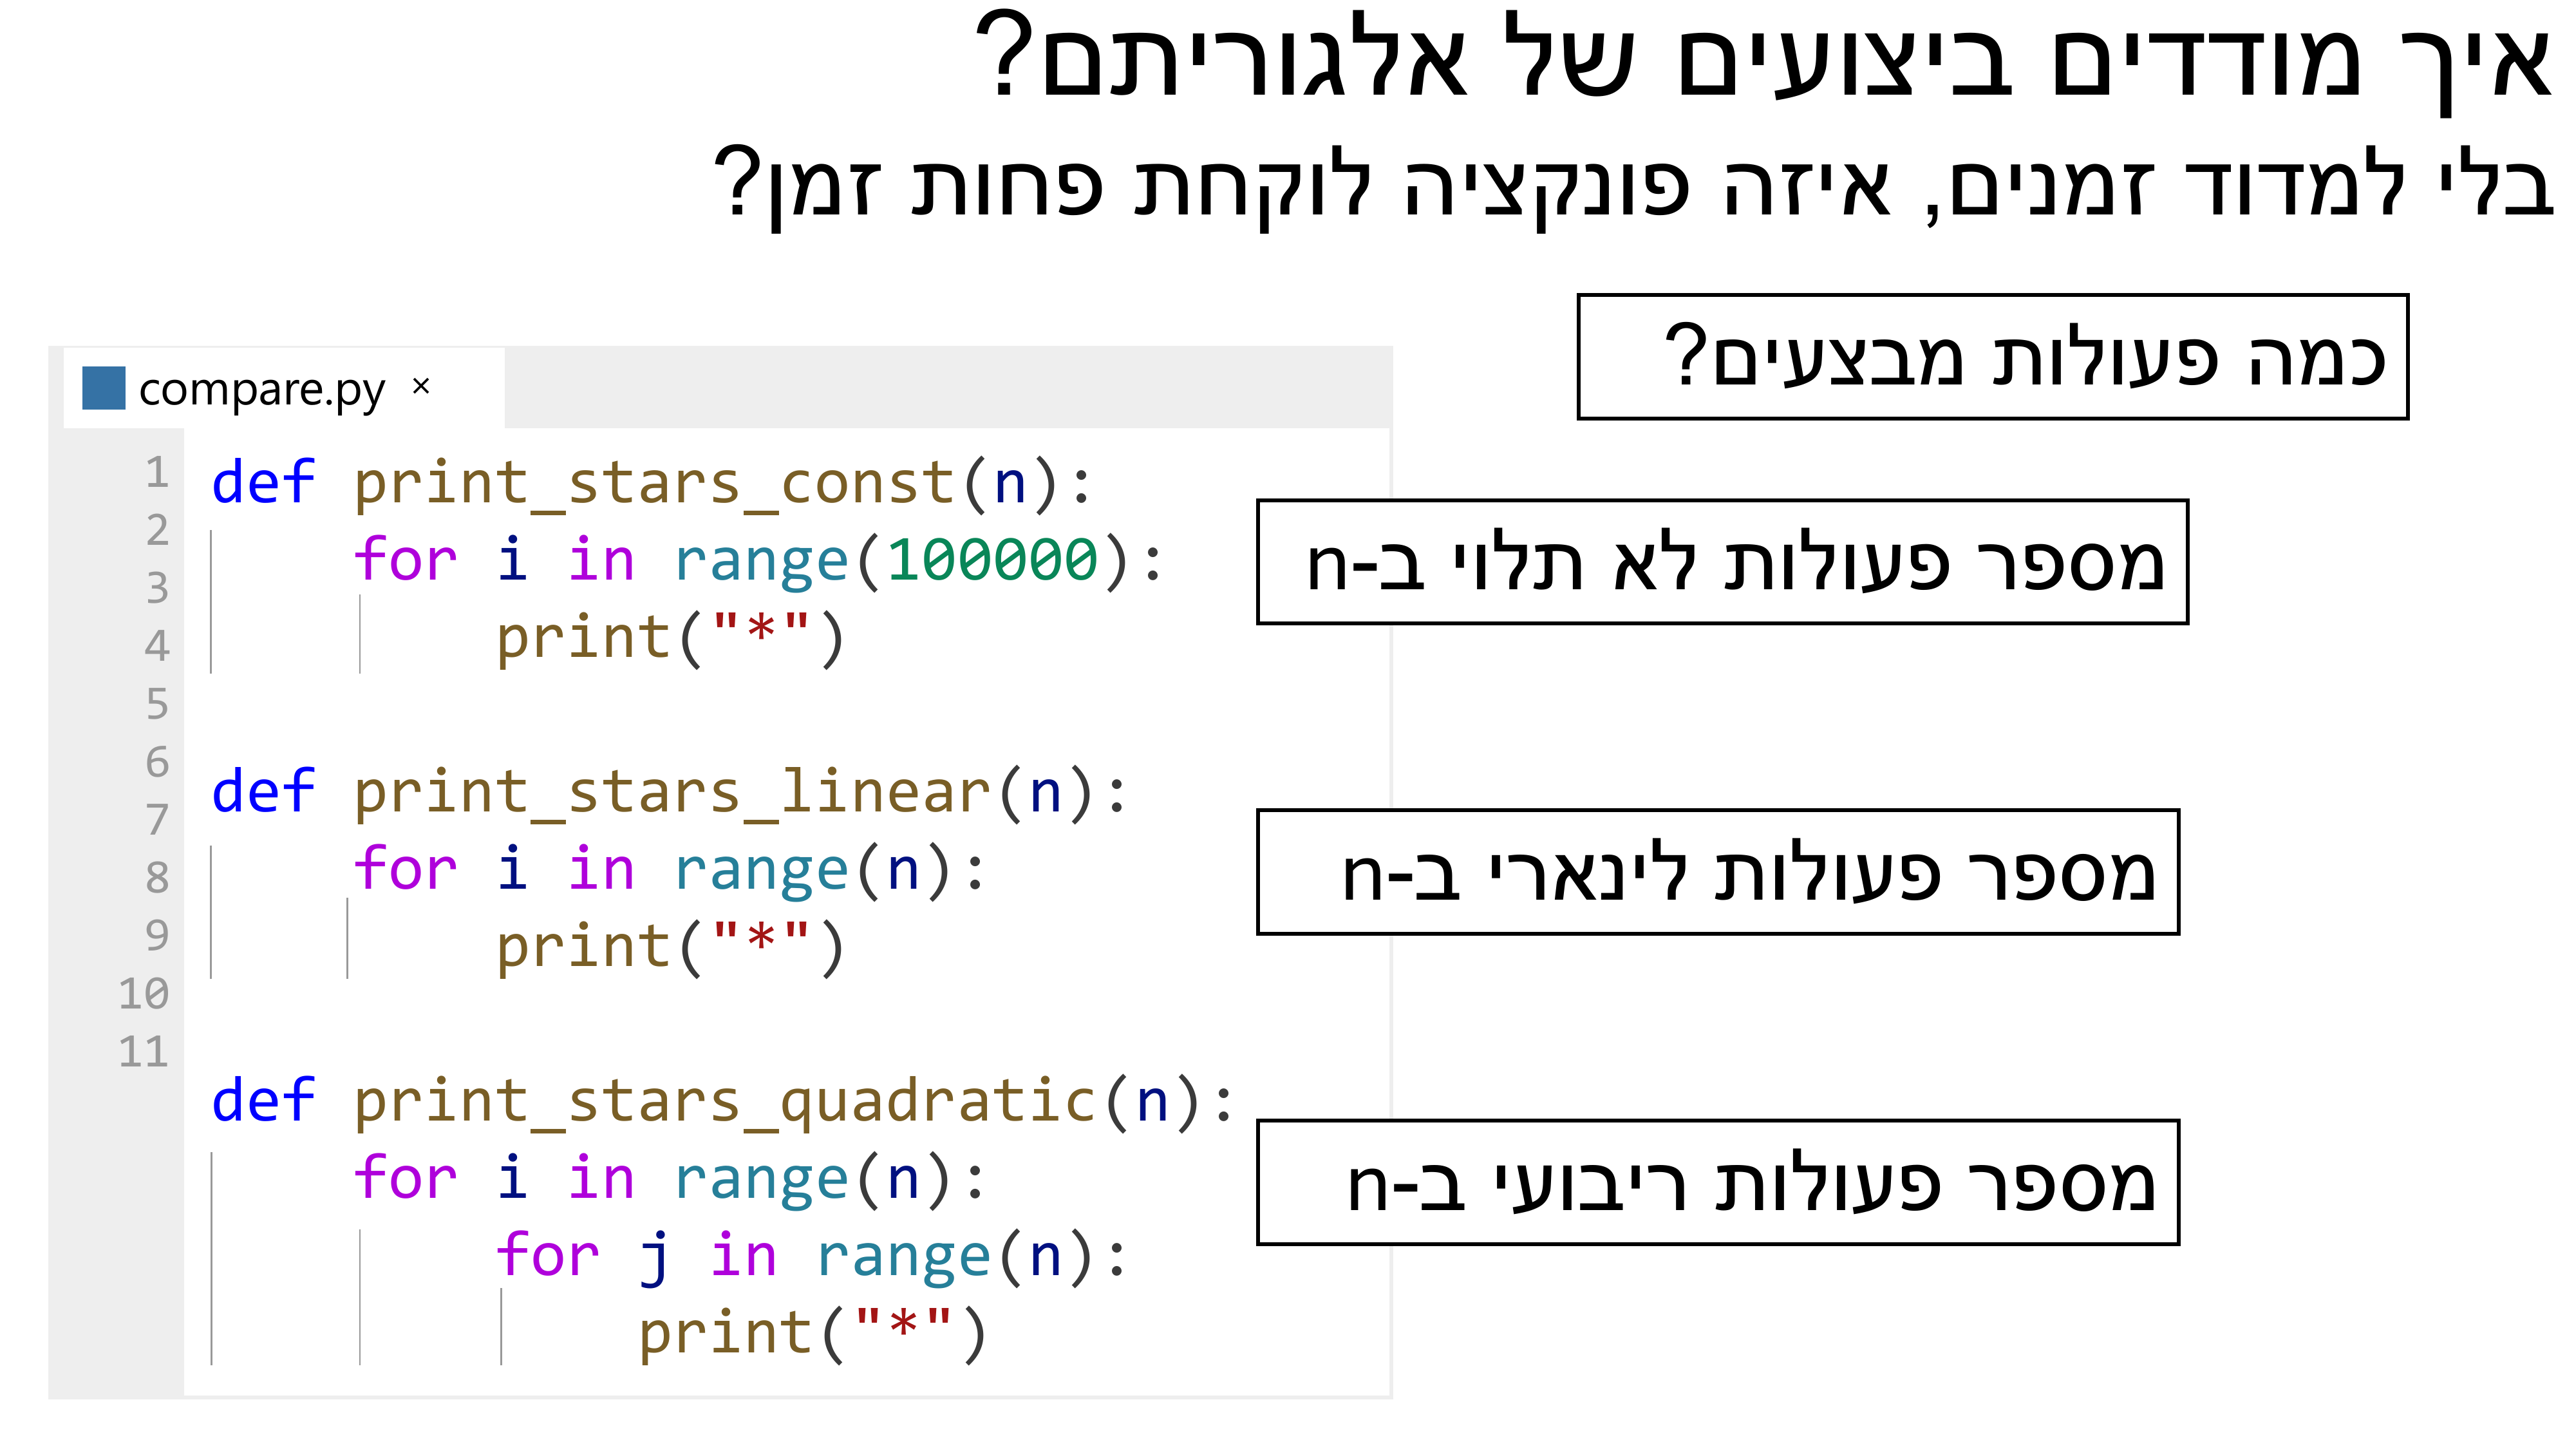 איך מודדים ביצועים של אלגוריתם?
בלי למדוד זמנים, איזה פונקציה לוקחת פחות זמן?
כמה פעולות מבצעים?
compare.py ×
1
2
3
4
5
6
7
8
9
10
11
def print_stars_const(n):
    for i in range(100000):
        print("*")
def print_stars_linear(n):
    for i in range(n):
        print("*")
def print_stars_quadratic(n):
    for i in range(n):
        for j in range(n):
            print("*")
מספר פעולות לא תלוי ב-n
מספר פעולות לינארי ב-n
מספר פעולות ריבועי ב-n